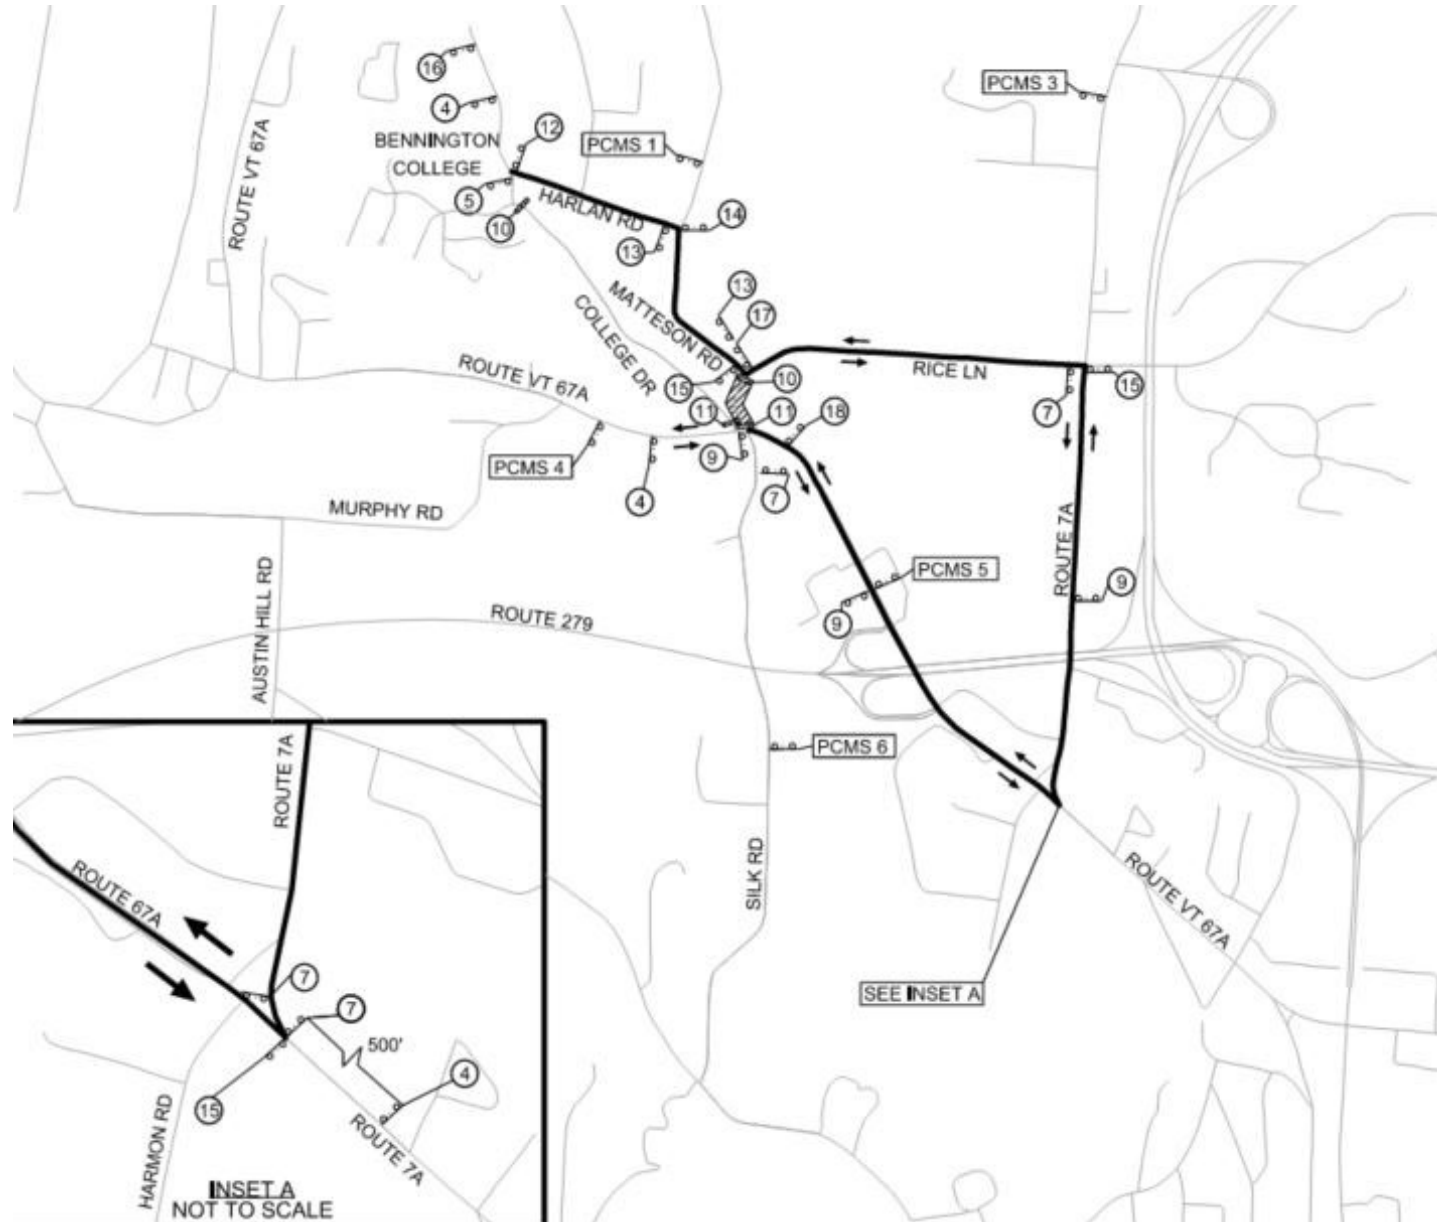 16
4
BENNINGTON
COLLEGE
12
PCMS 1
PCMS 3
ROUTE VT 67A
5
10
HARLAN RD
13
14
MATTESON RD
COLLEGE DR
13
17
RICE LN
ROUTE VT 67A
15
10
11
11
18
7
15
PCMS 4
4
9
7
MURPHY RD
AUSTIN HILL RD
ROUTE 279
PCMS 5
9
ROUTE 7A
9
PCMS 6
SILK RD
ROUTE VT 67A
SEE INSET A
ROUTE 7A
ROUTE 67A
7
7
500'
4
15
HARMON RD
ROUTE 7A
INSET A
NOT TO SCALE